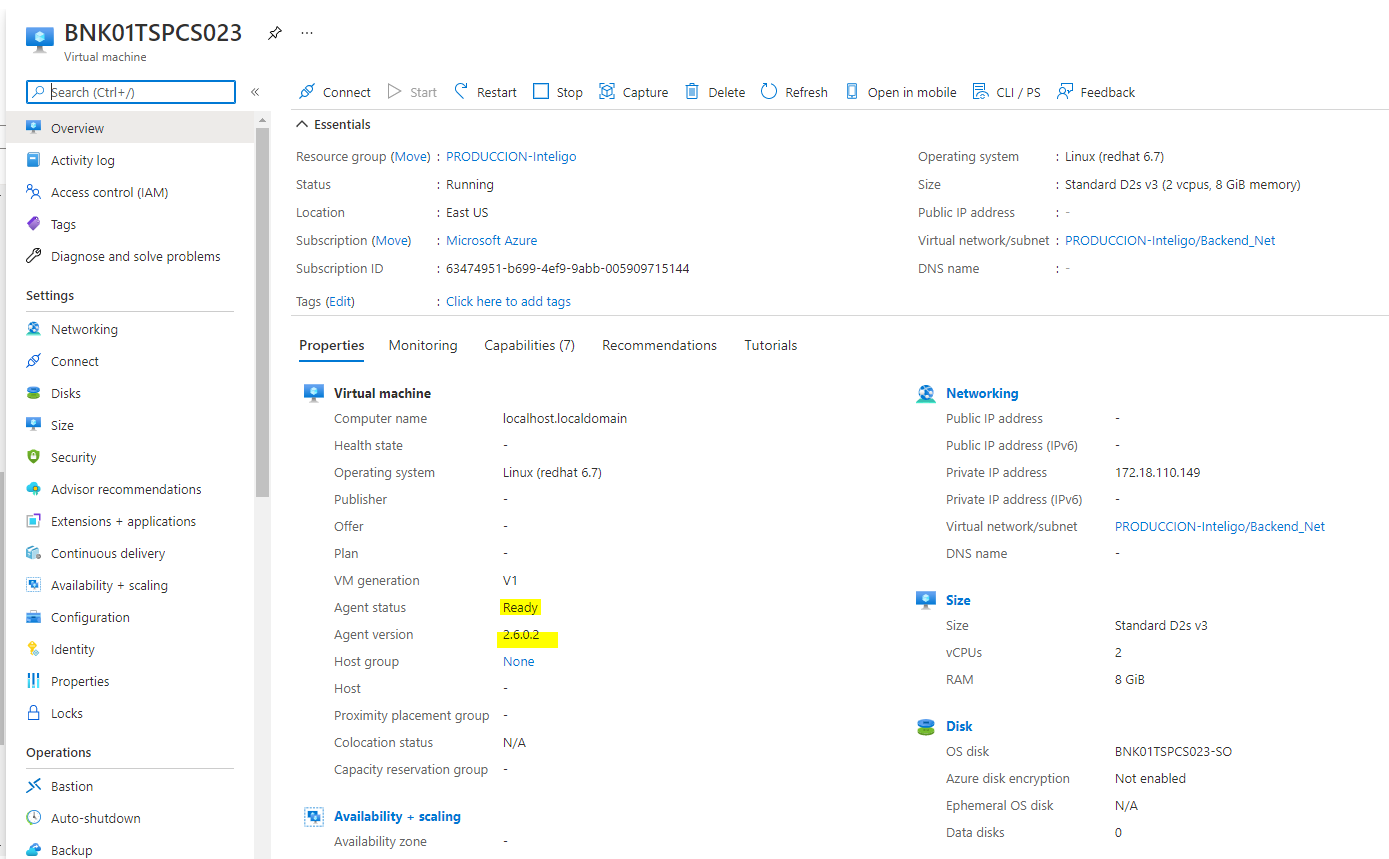 BNK01TSPCS023
Virtual machine
Search (Ctrl+/)
Overview
Activity log
Access control (IAM)
Tags
Diagnose and solve problems
Settings
Networking
Connect
Disks
Size
Security
Advisor recommendations
Extensions + applications
Continuous delivery
Availability + scaling
Configuration
Identity
Properties
Locks
Operations
Bastion
Auto-shutdown
Backup
Connect Start Restart Stop Capture Delete Refresh Open in mobile CLI / PS Feedback
Essentials
Resource group (Move) : PRODUCCION-Inteligo
Status : Running
Location : East US
Subscription (Move) : Microsoft Azure
Subscription ID : 63474951-b699-4ef9-9abb-005909715144
Tags (Edit) : Click here to add tags
Operating system : Linux (redhat 6.7)
Size : Standard D2s v3 (2 vcpus, 8 GiB memory)
Public IP address : -
Virtual network/subnet : PRODUCCION-Inteligo/Backend_Net
DNS name : -
Properties Monitoring Capabilities (7) Recommendations Tutorials
Virtual machine
Computer name localhost.localdomain
Health state -
Operating system Linux (redhat 6.7)
Publisher -
Offer -
Plan -
VM generation V1
Agent status Ready
Agent version 2.6.0.2
Host group None
Host -
Proximity placement group -
Colocation status N/A
Capacity reservation group -
Availability + scaling
Availability zone -
Networking
Public IP address -
Public IP address (IPv6) -
Private IP address 172.18.110.149
Private IP address (IPv6) -
Virtual network/subnet PRODUCCION-Inteligo/Backend_Net
DNS name -
Size
Size Standard D2s v3
vCPUs 2
RAM 8 GiB
Disk
OS disk BNK01TSPCS023-SO
Azure disk encryption Not enabled
Ephemeral OS disk N/A
Data disks 0